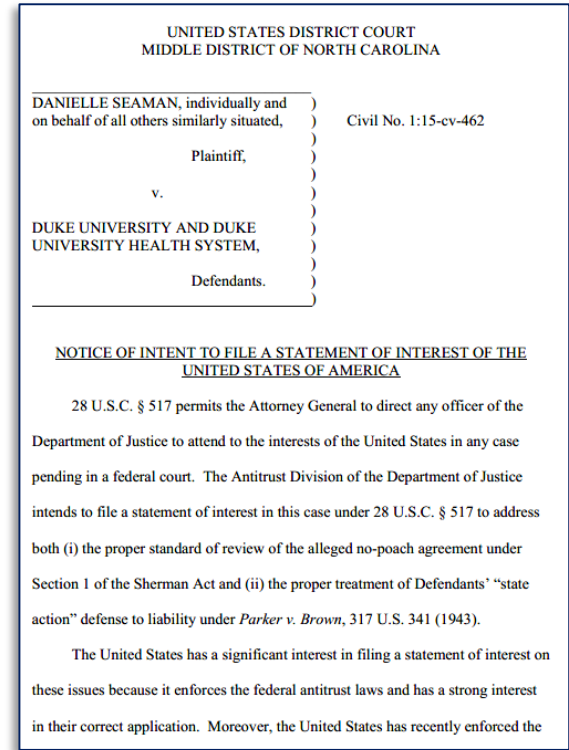 UNITED STATES DISTRICT COURT
MIDDLE DISTRICT OF NORTH CAROLINA
DANIELLE SEAMAN, individually and )
on behalf of all others similarly situated, ) Civil No. 1:15-cv-462
)
Plaintiff, )
)
v. )
)
DUKE UNIVERSITY AND DUKE )
UNIVERSITY HEALTH SYSTEM, )
)
Defendants. )
)
NOTICE OF INTENT TO FILE A STATEMENT OF INTEREST OF THE
UNITED STATES OF AMERICA
28 U.S.C. § 517 permits the Attorney General to direct any officer of the
Department of Justice to attend to the interests of the United States in any case
pending in a federal court. The Antitrust Division of the Department of Justice
intends to file a statement of interest in this case under 28 U.S.C. § 517 to address
both (i) the proper standard of review of the alleged no-poach agreement under
Section 1 of the Sherman Act and (ii) the proper treatment of Defendants’ “state
action” defense to liability under Parker v. Brown, 317 U.S. 341 (1943).
The United States has a significant interest in filing a statement of interest on
these issues because it enforces the federal antitrust laws and has a strong interest
in their correct application. Moreover, the United States has recently enforced the